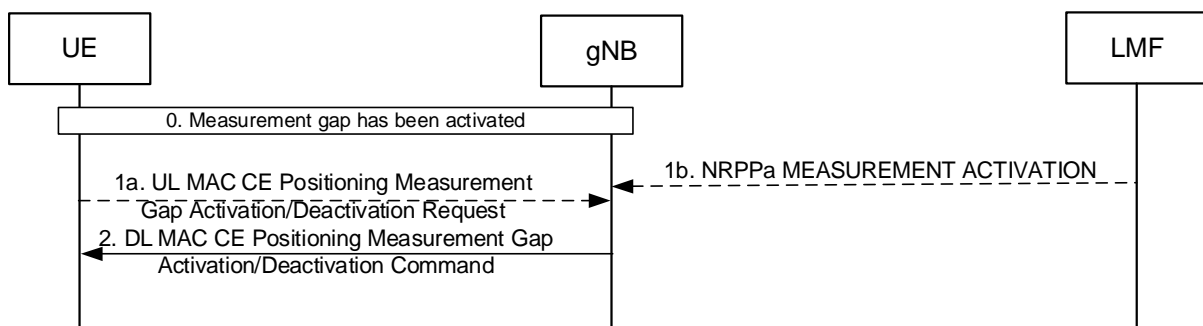 UE
gNB
LMF
0. Measurement gap has been activated
1b. NRPPa MEASUREMENT ACTIVATION
1a. UL MAC CE Positioning Measurement
Gap Activation/Deactivation Request
2. DL MAC CE Positioning Measurement Gap
Activation/Deactivation Command